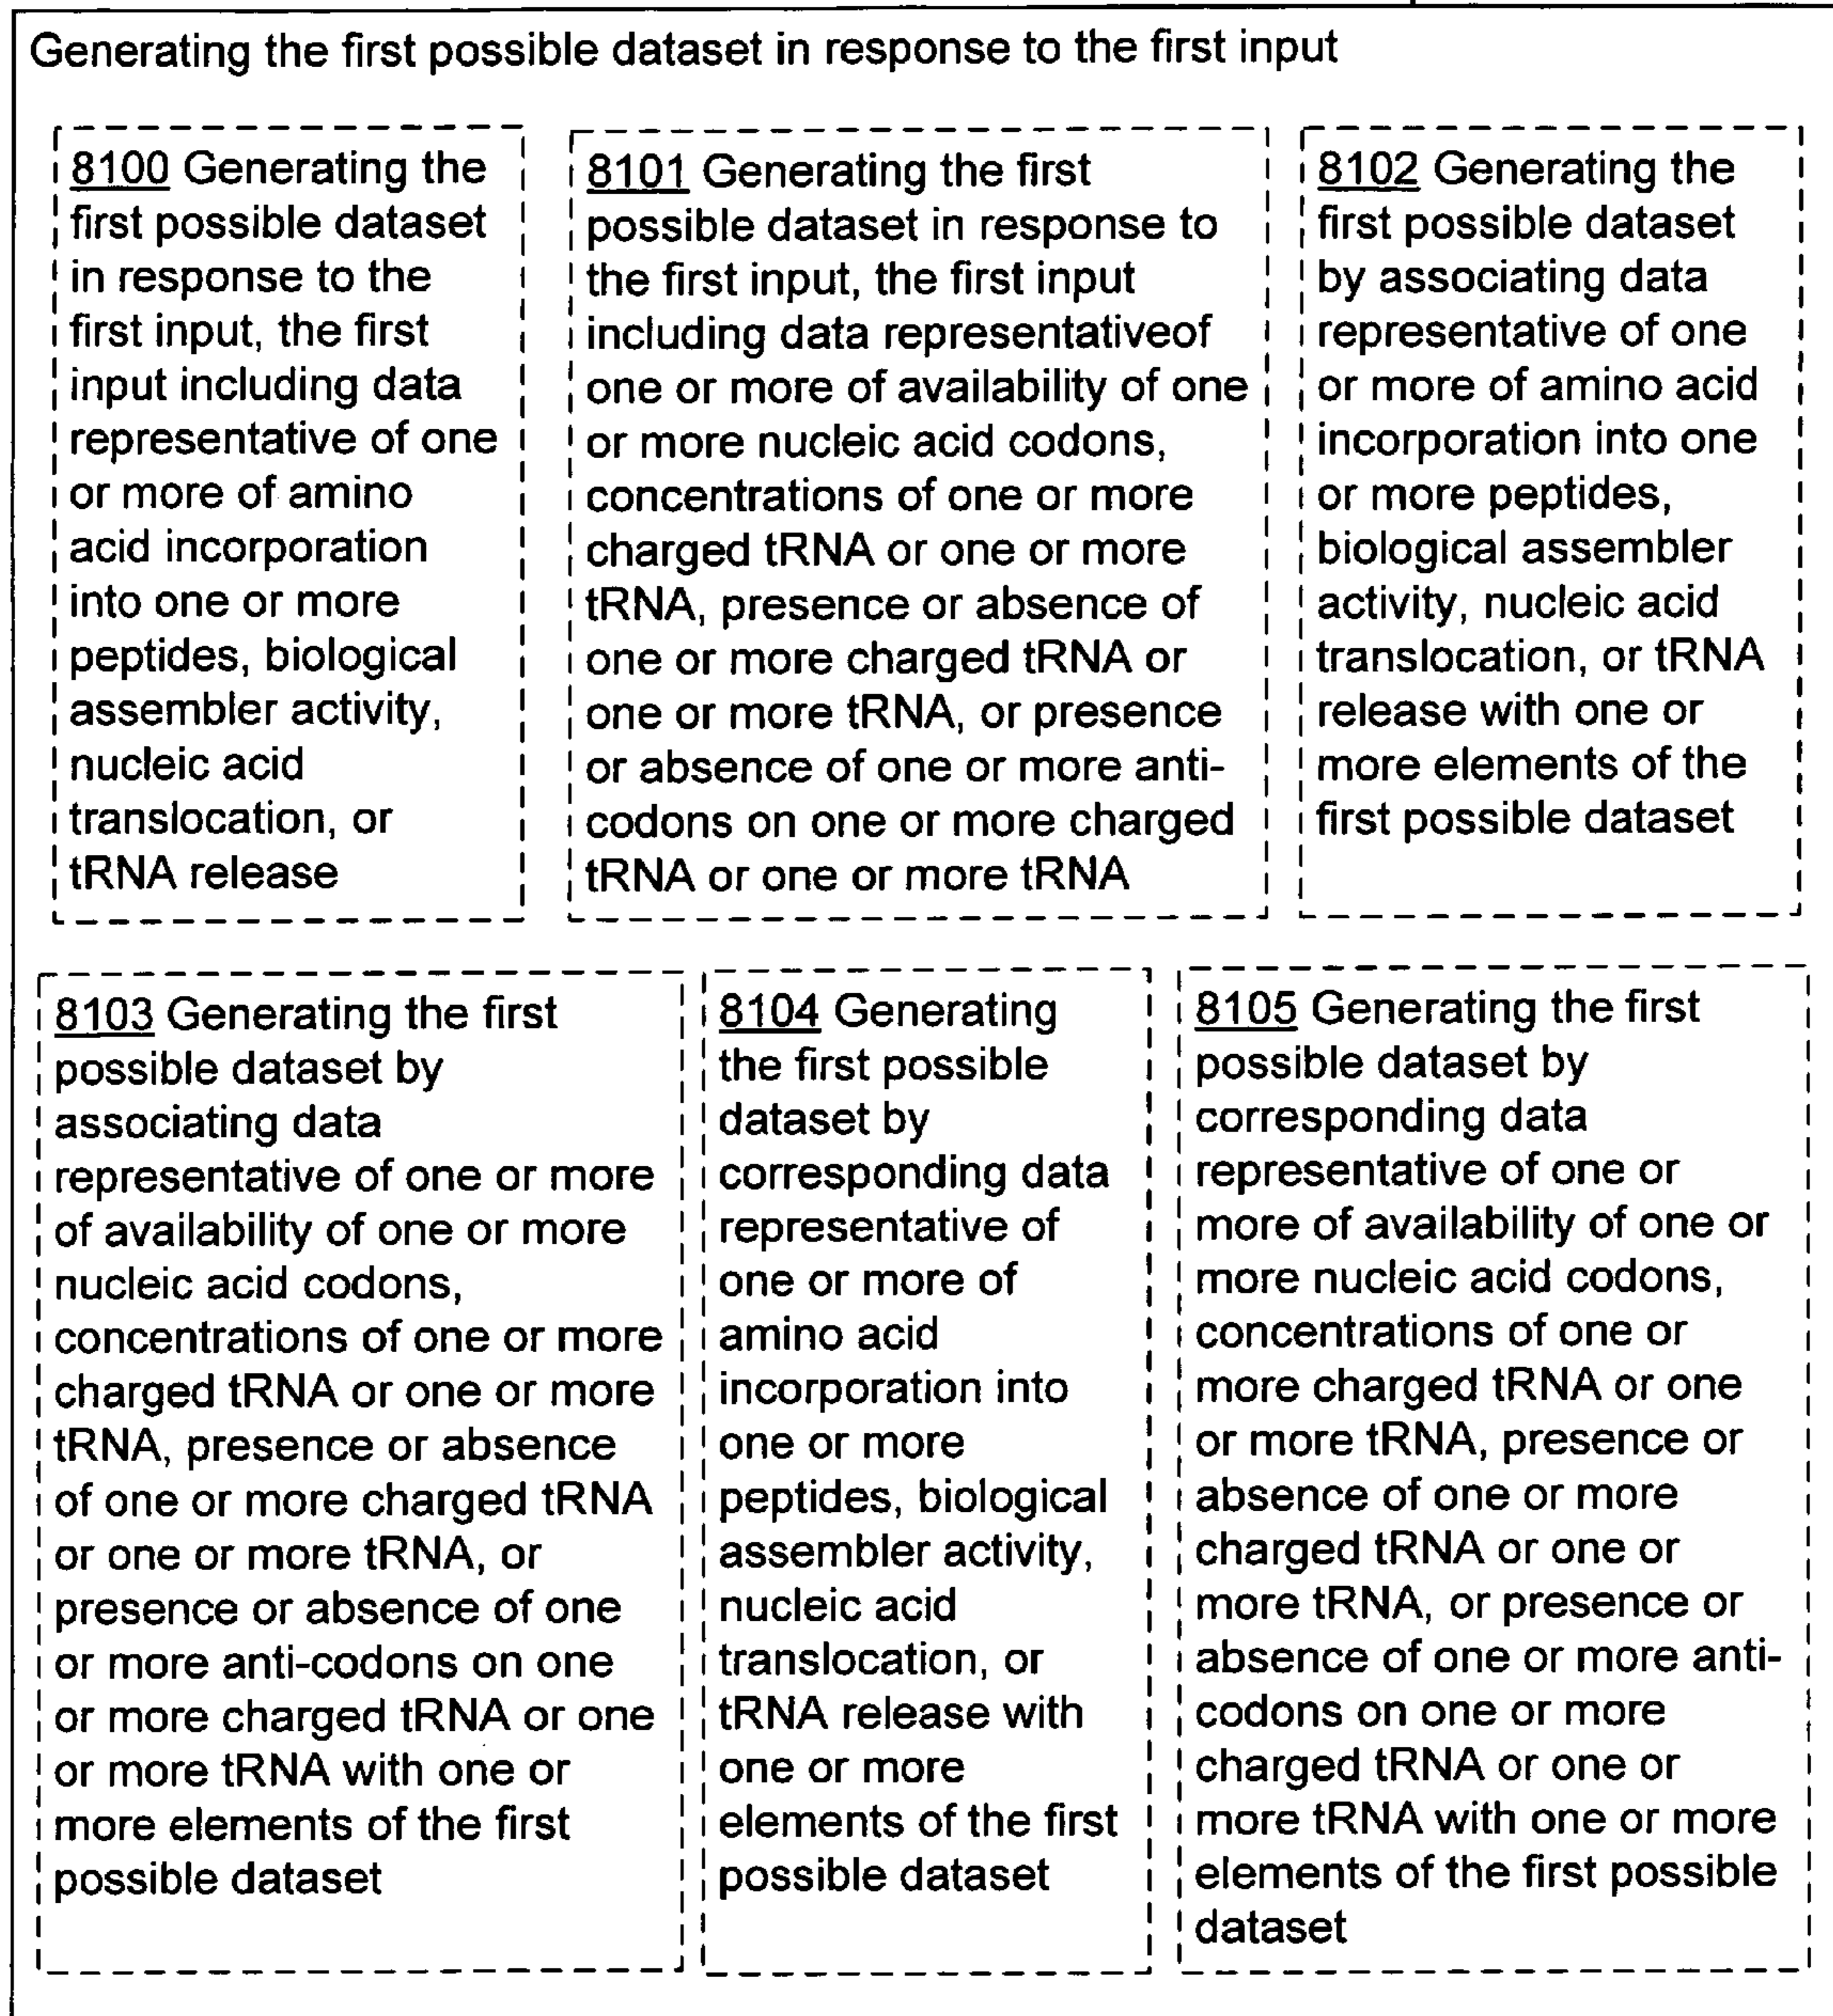 Generating the first possible dataset in response to the first input
8100 Generating the
first possible dataset
in response to the
first input, the first
input including data
representative of one
or more of amino
acid incorporation
into one or more
peptides, biological
assembler activity,
nucleic acid
translocation, or
tRNA release
8101 Generating the first
possible dataset in response to
the first input, the first input
including data representativeof
one or more of availability of one
or more nucleic acid codons,
concentrations of one or more
charged tRNA or one or more
tRNA, presence or absence of
one or more charged tRNA or
one or more tRNA, or presence
or absence of one or more anti-
codons on one or more charged
tRNA or one or more tRNA
8102 Generating the
first possible dataset
by associating data
representative of one
or more of amino acid
incorporation into one
or more peptides,
biological assembler
activity, nucleic acid
translocation, or tRNA
release with one or
more elements of the
first possible dataset
8103 Generating the first
possible dataset by
associating data
representative of one or more
of availability of one or more
nucleic acid codons,
concentrations of one or more
charged tRNA or one or more
tRNA, presence or absence
of one or more charged tRNA
or one or more tRNA, or
presence or absence of one
or more anti-codons on one
or more charged tRNA or one
or more tRNA with one or
more elements of the first
possible dataset
8104 Generating
the first possible
dataset by
corresponding data
representative of
one or more of
amino acid
incorporation into
one or more
peptides, biological
assembler activity,
nucleic acid
translocation, or
tRNA release with
one or more
elements of the first
possible dataset
8105 Generating the first
possible dataset by
corresponding data
representative of one or
more of availability of one or
more nucleic acid codons,
concentrations of one or
more charged tRNA or one
or more tRNA, presence or
absence of one or more
charged tRNA or one or
more tRNA, or presence or
absence of one or more anti-
codons on one or more
charged tRNA or one or
more tRNA with one or more
elements of the first possible
dataset